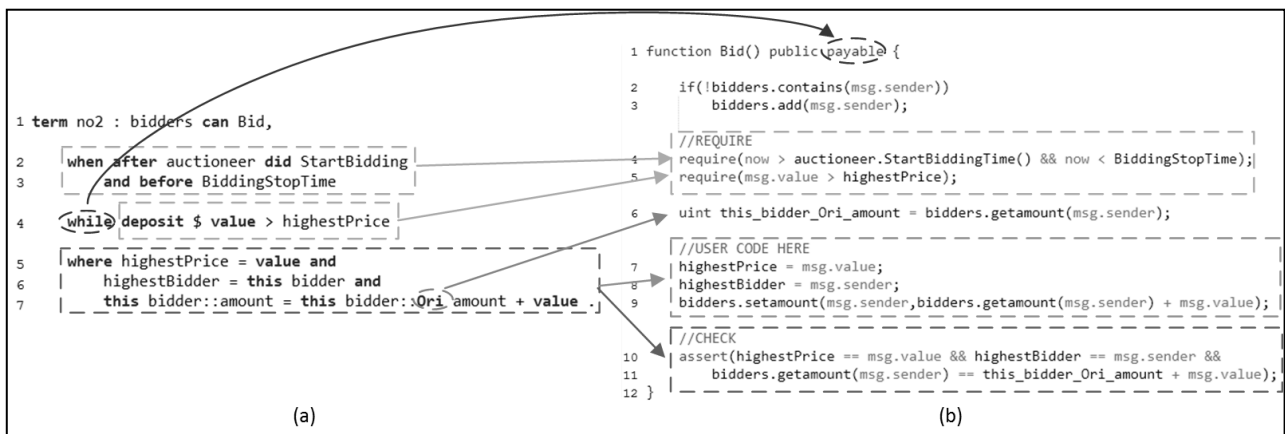 1 term no2 : bidders can Bid,
2 when after auctioneer did StartBidding
3 and before BiddingStopTime
4 while deposit $ value > highestPrice
5 where highestPrice = value and
6 highestBidder = this bidder and
7 this bidder::amount = this bidder::Ori amount + value .
(a)
1 function Bid() public payable {
2 if(!bidders.contains(msg.sender))
3 bidders.add(msg.sender);
//REQUIRE
4 require(now > auctioneer.StartBiddingTime() && now < BiddingStopTime);
5 require(msg.value > highestPrice);
6 uint this_bidder_Ori_amount = bidders.getamount(msg.sender);
//USER CODE HERE
7 highestPrice = msg.value;
8 highestBidder = msg.sender;
9 bidders.setamount(msg.sender,bidders.getamount(msg.sender) + msg.value);
//CHECK
10 assert(highestPrice == msg.value && highestBidder == msg.sender &&
11 bidders.getamount(msg.sender) == this_bidder_Ori_amount + msg.value);
12 }
(b)